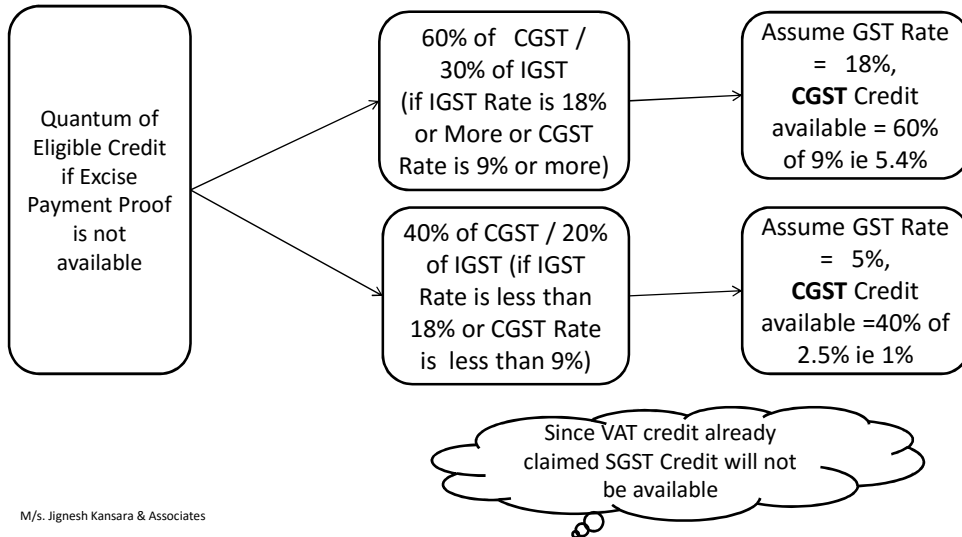 Quantum of
Eligible Credit
if Excise
Payment Proof
is not
available
60% of CGST /
30% of IGST
(if IGST Rate is 18%
or More or CGST
Rate is 9% or more)
Assume GST Rate
= 18%,
CGST Credit
available = 60%
of 9% ie 5.4%
40% of CGST / 20%
of IGST (if IGST
Rate is less than
18% or CGST Rate
is less than 9%)
Assume GST Rate
= 5%,
CGST Credit
available =40% of
2.5% ie 1%
Since VAT credit already
claimed SGST Credit will not
be available
M/s. Jignesh Kansara & Associates